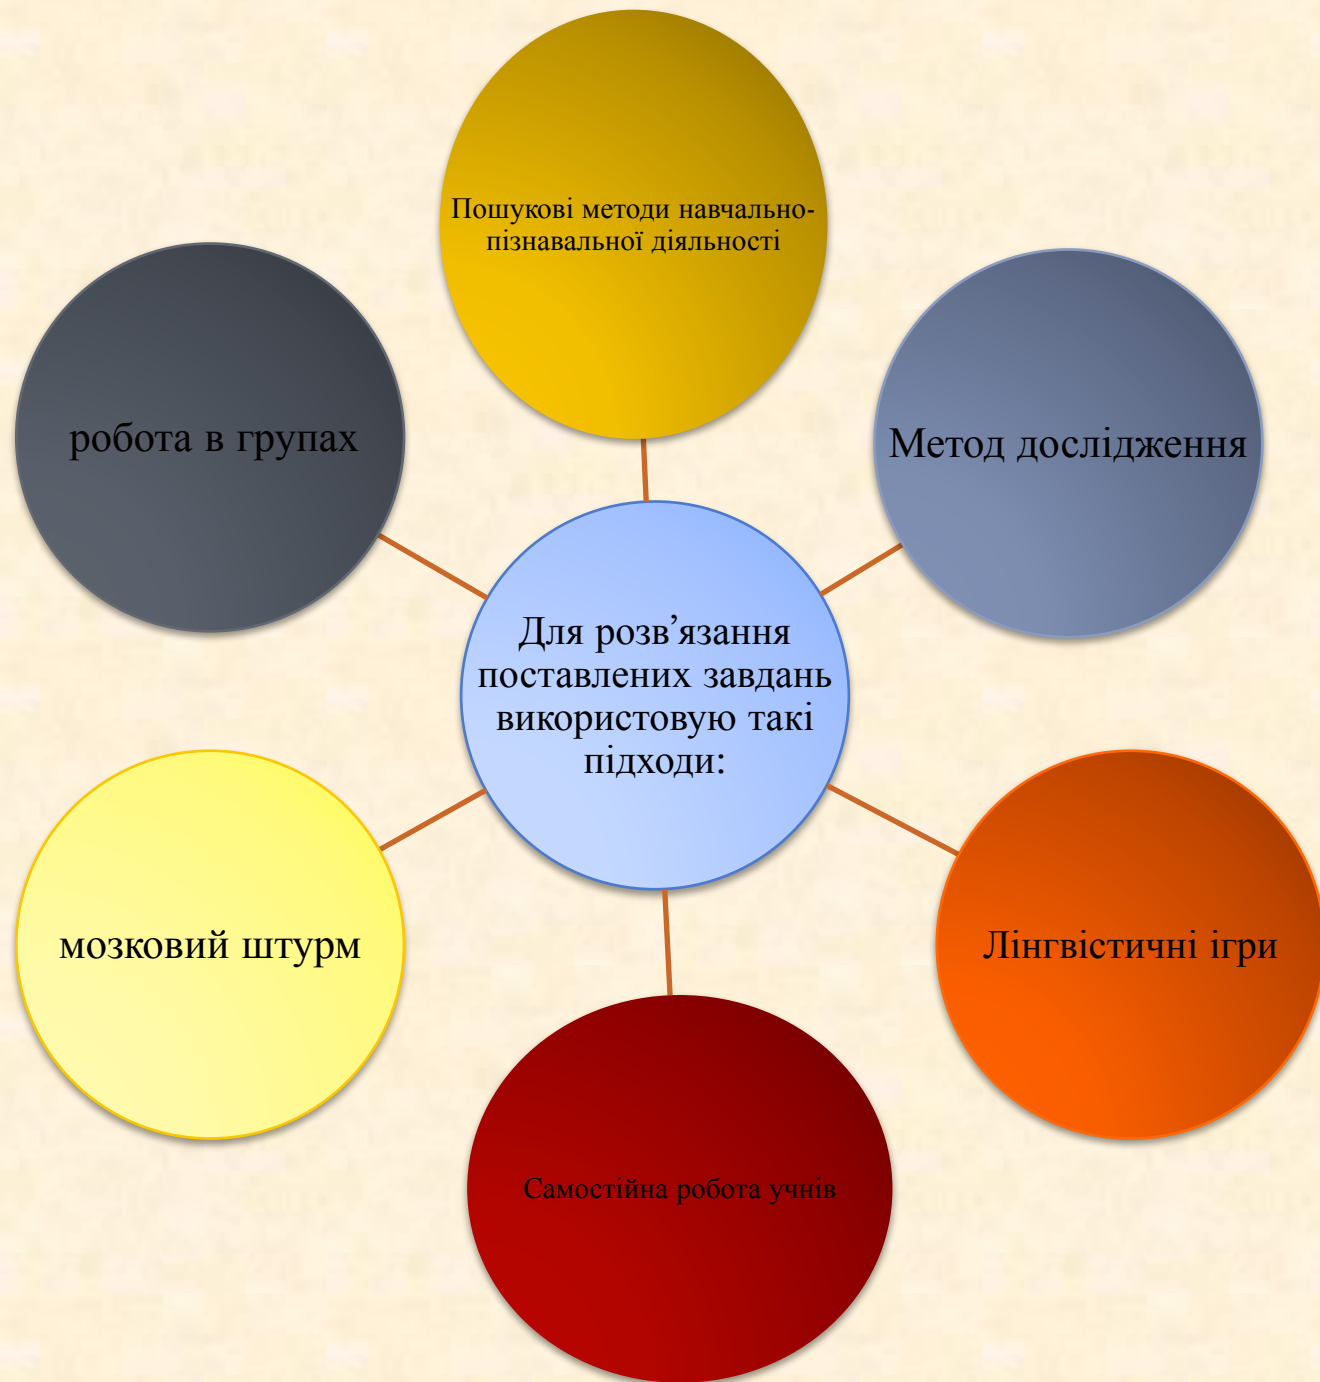 Пошукові методи навчально-
пізнавальної діяльності
робота в групах
Метод дослідження
Для розв’язання
поставлених завдань
використовую такі
підходи:
мозковий штурм
Лінгвістичні ігри
Самостійна робота учнів